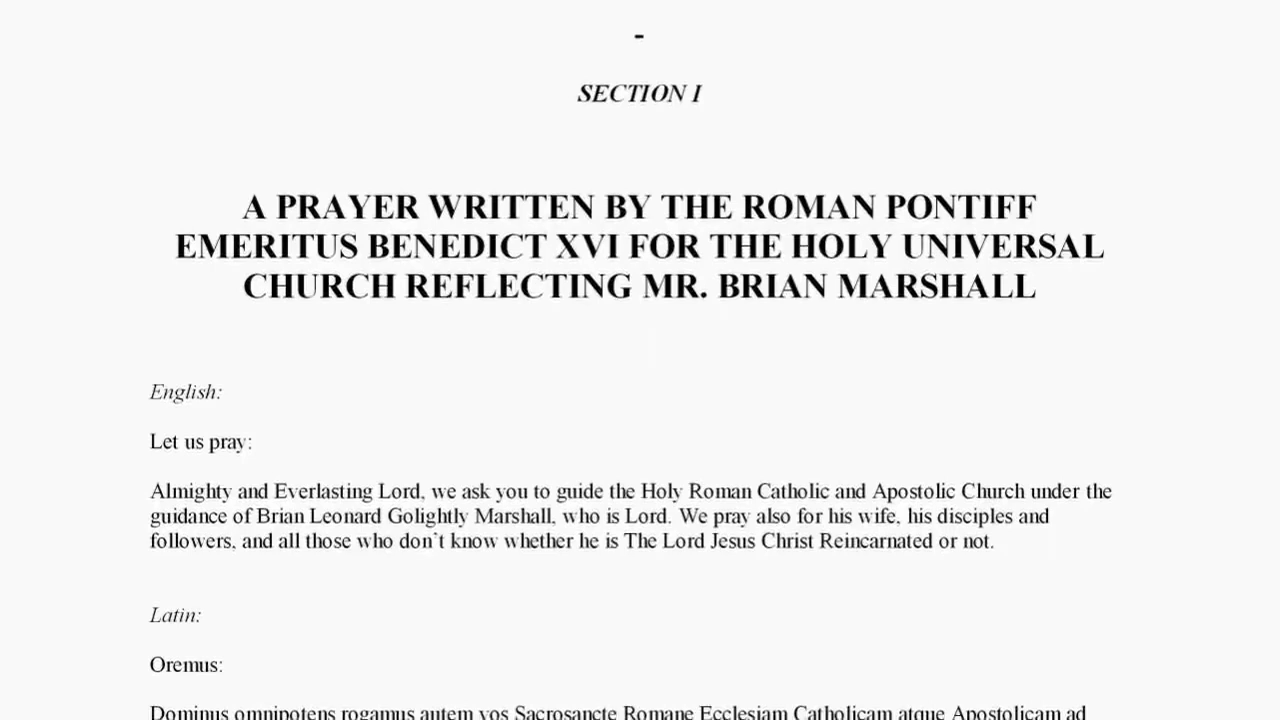 -
SECTION I
A PRAYER WRITTEN BY THE ROMAN PONTIFF
EMERITUS BENEDICT XVI FOR THE HOLY UNIVERSAL
CHURCH REFLECTING MR. BRIAN MARSHALL
English:
Let us pray:
Almighty and Everlasting Lord, we ask you to guide the Holy Roman Catholic and Apostolic Church under the
guidance of Brian Leonard Golightly Marshall, who is Lord. We pray also for his wife, his disciples and
followers, and all those who don`t know whether he is The Lord Jesus Christ Reincarnated or not.
Latin:
Oremus:
Dominus omnipotens rogamus autem vos Sacrosancte Romane Ecclesiam Catholicam atque Apostolicam ad